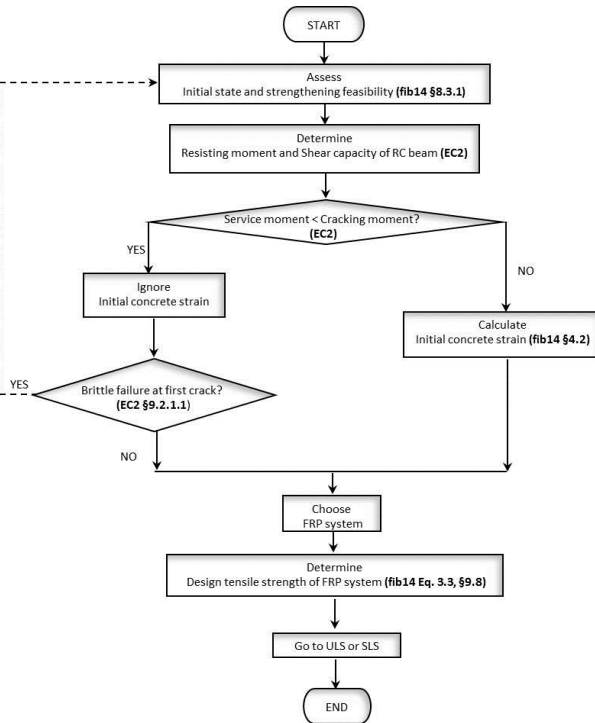 START
Assess
Initial state and strengthening feasibility (fib14 §8.3.1)
Determine
Resisting moment and Shear capacity of RC beam (EC2)
Service moment < Cracking moment?
(EC2)
YES
NO
Ignore
Initial concrete strain
Calculate
Initial concrete strain (fib14 §4.2)
YES
Brittle failure at first crack?
(EC2 §9.2.1.1)
NO
Choose
FRP system
Determine
Design tensile strength of FRP system (fib14 Eq. 3.3, §9.8)
Go to ULS or SLS
END